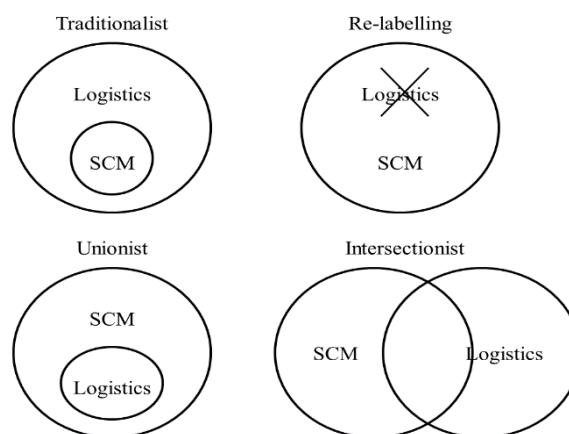 Traditionalist
Re-labelling
Logistics
SCM
Logistics
SCM
Unionist
Intersectionist
SCM
Logistics
SCM
Logistics